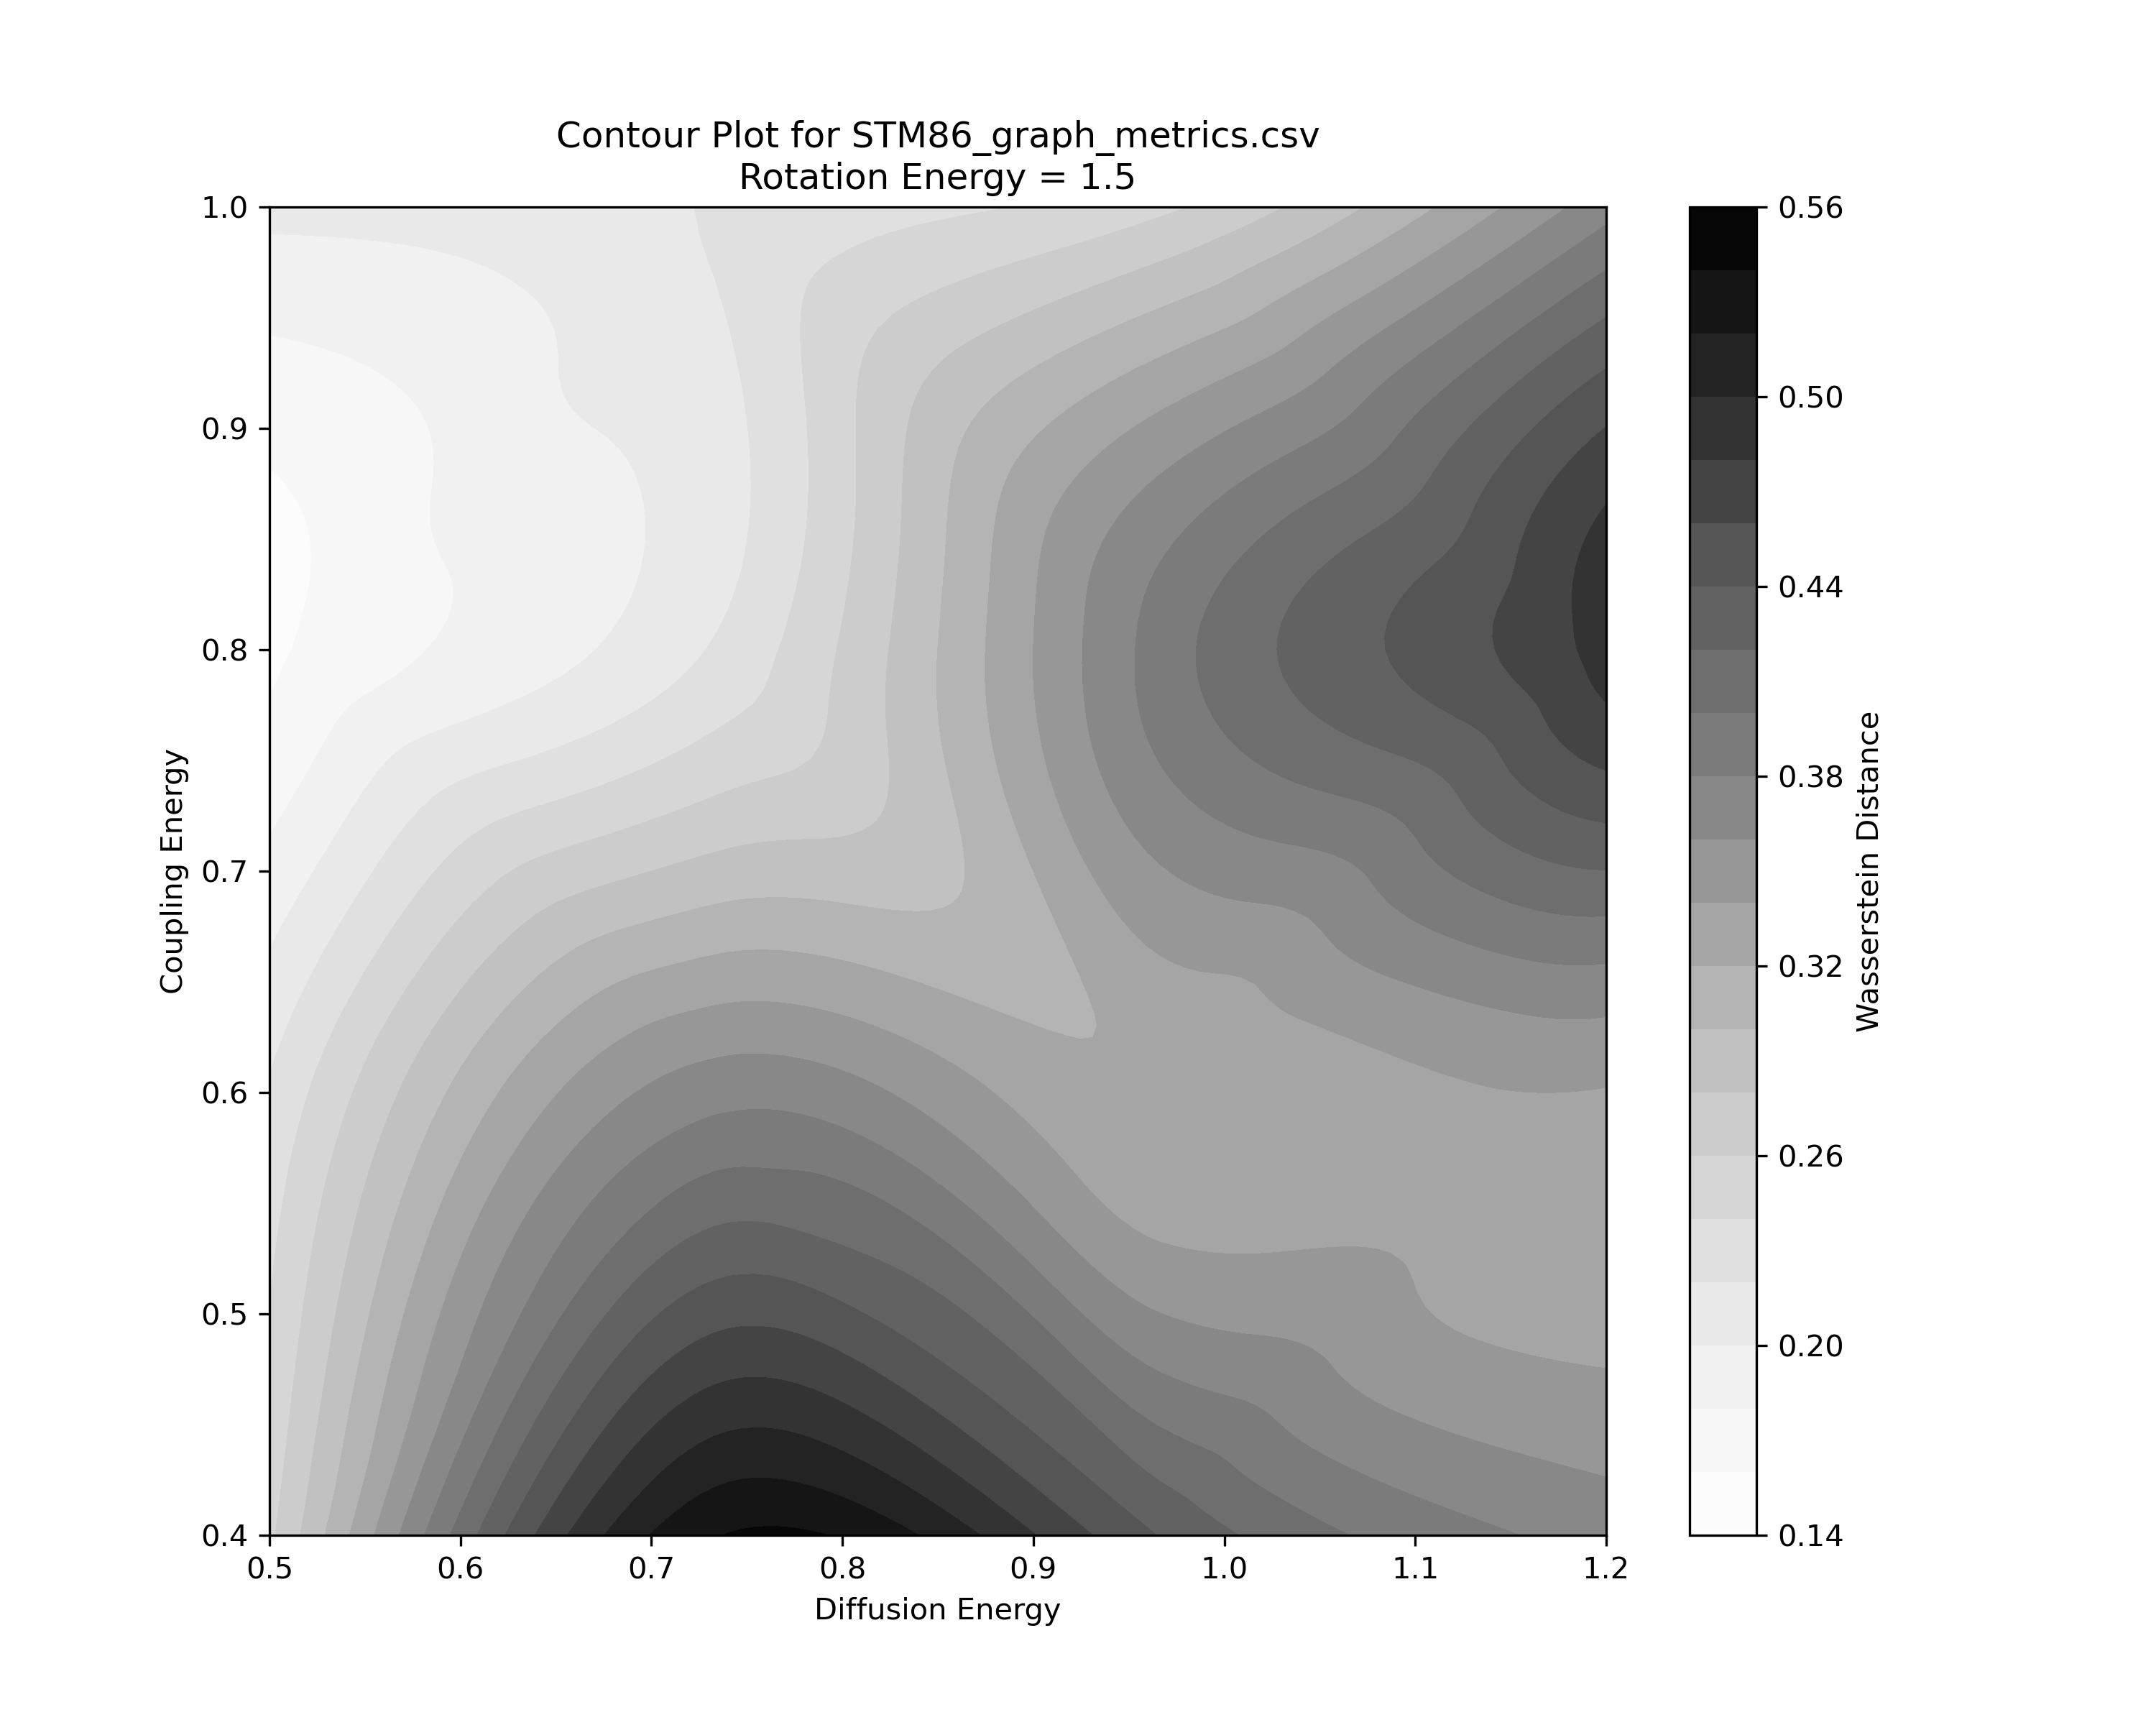 Contour Plot for STM86_graph_metrics.csv
Rotation Energy = 1.5
1.0
0.9
0.8
0.7
0.6
0.5
0.4
Coupling Energy
0.5 0.6 0.7 0.8 0.9 1.0 1.1 1.2
Diffusion Energy
0.56
0.50
0.44
0.38
0.32
0.26
0.20
0.14
Wasserstein Distance